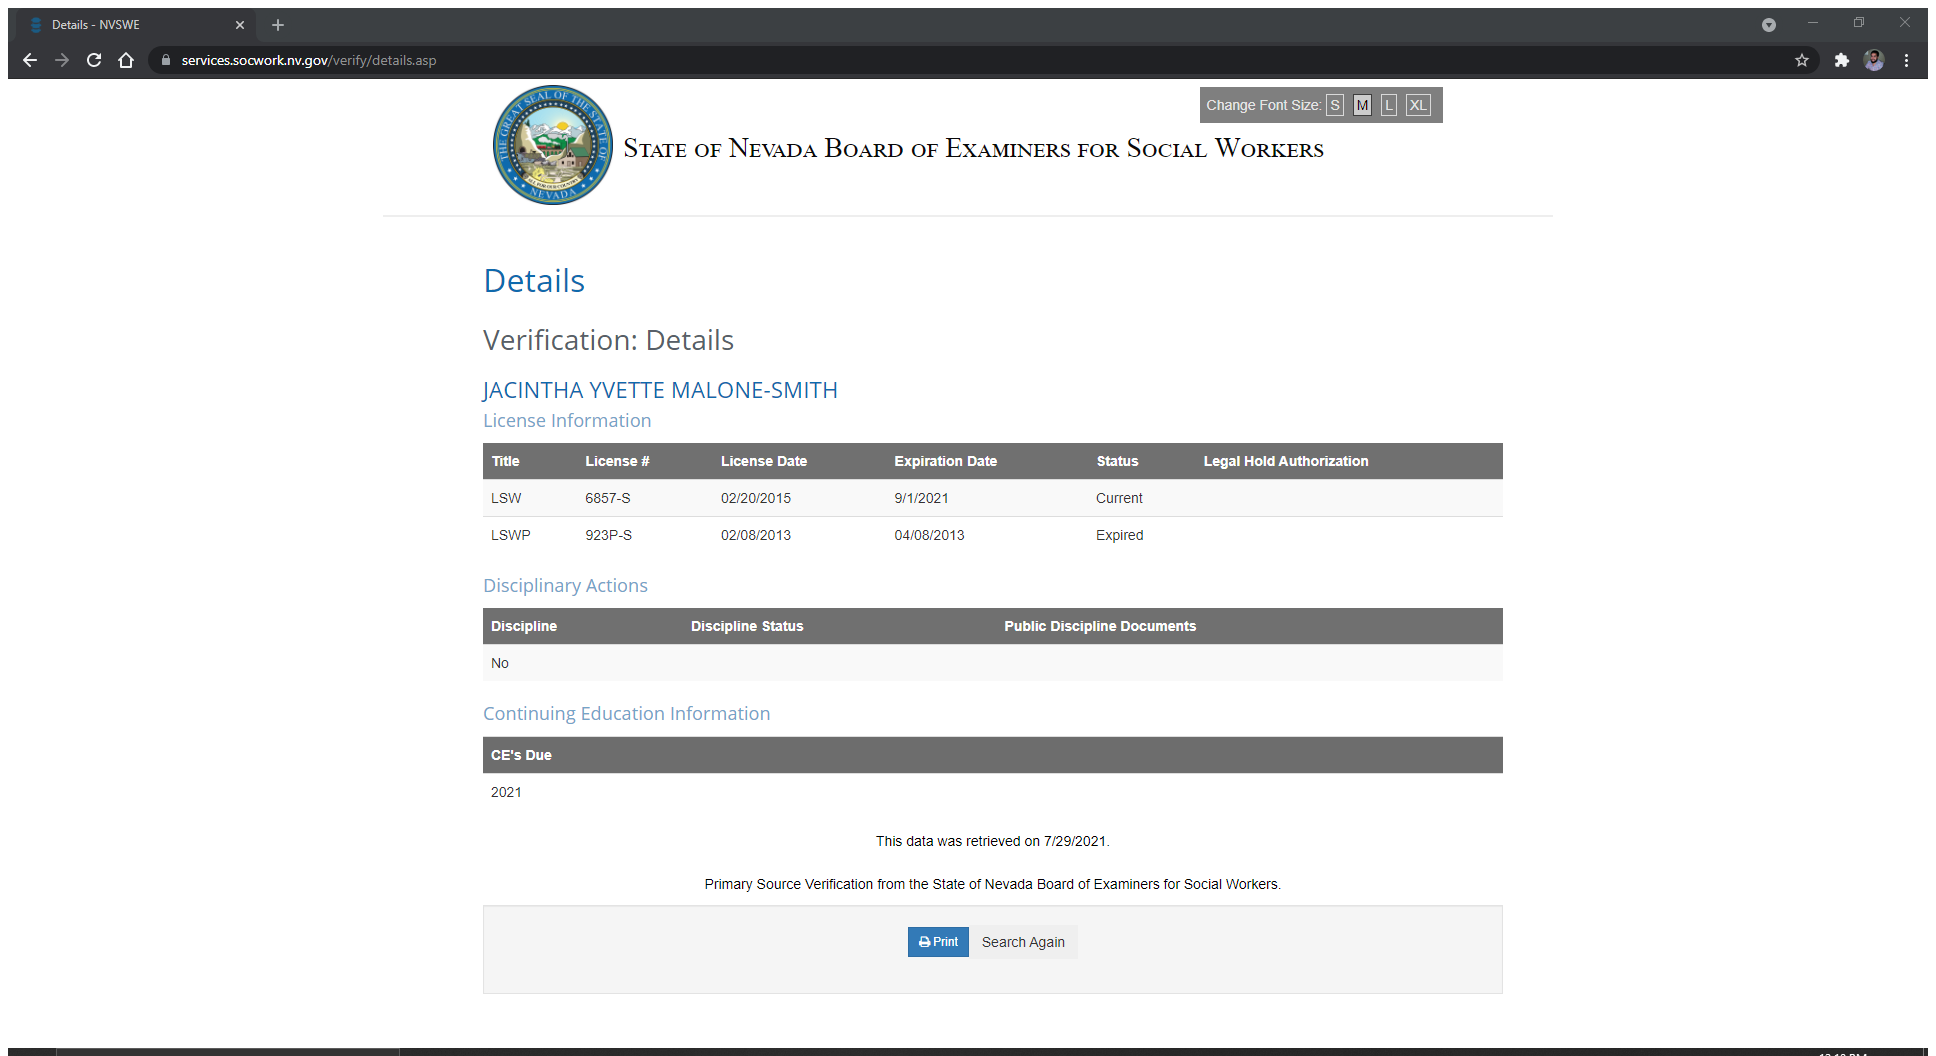 Details - NVSWE
services.socwork.nv.gov/verify/details.asp
THE GREAT SEAL OF THE STATE OF NEVADA
ALL FOR OUR COUNTRY
Change Font Size: S M L XL
STATE OF NEVADA BOARD OF EXAMINERS FOR SOCIAL WORKERS
Details
Verification: Details
JACINTHA YVETTE MALONE-SMITH
License Information
Title License # License Date Expiration Date Status Legal Hold Authorization
LSW 6857-S 02/20/2015 9/1/2021 Current
LSWP 923P-S 02/08/2013 04/08/2013 Expired
Disciplinary Actions
Discipline Discipline Status Public Discipline Documents
No
Continuing Education Information
CE's Due
2021
This data was retrieved on 7/29/2021.
Primary Source Verification from the State of Nevada Board of Examiners for Social Workers.
Print Search Again